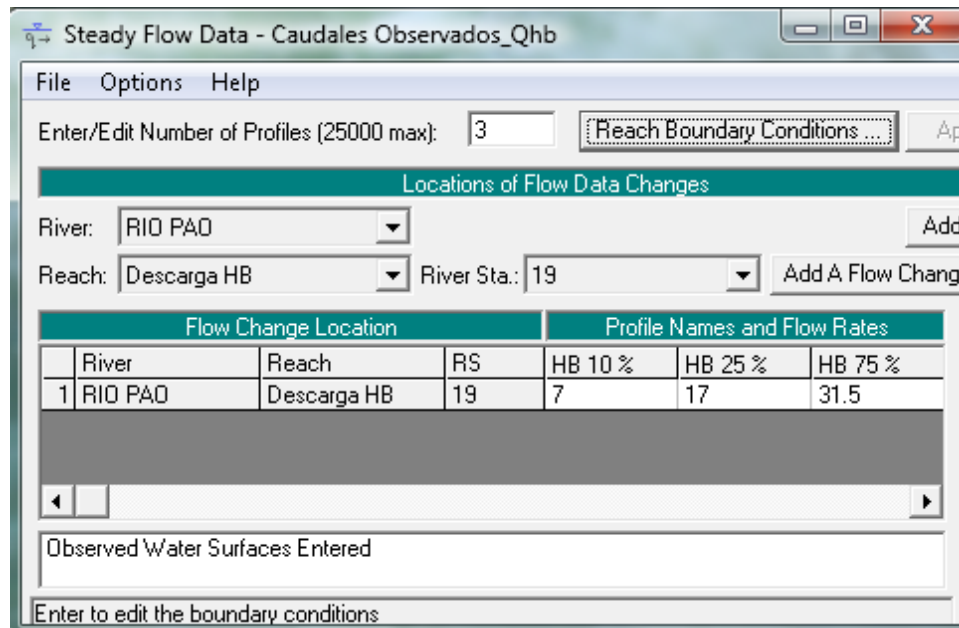 Steady Flow Data - Caudales Observados_Qhb
File Options Help
Enter/Edit Number of Profiles (25000 max): 3 Reach Boundary Conditions ... Ap
Locations of Flow Data Changes
River: RIO PAO Add
Reach: Descarga HB River Sta.: 19 Add A Flow Chang
Flow Change Location Profile Names and Flow Rates
River Reach RS HB 10 % HB 25 % HB 75 %
1 RIO PAO Descarga HB 19 7 17 31.5
Observed Water Surfaces Entered
Enter to edit the boundary conditions